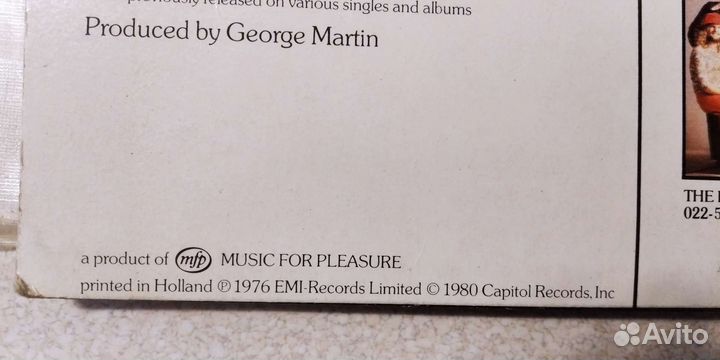 previously released on various singles and albums
Produced by George Martin
THE
022-5
a product of mfp MUSIC FOR PLEASURE
printed in Holland ℗ 1976 EMI-Records Limited © 1980 Capitol Records, Inc
Avito